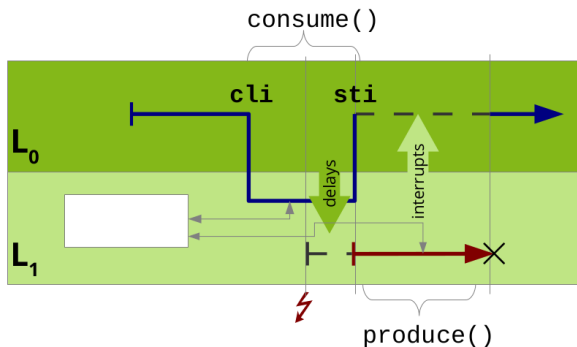 consume()
cli
sti
L0
delays
interrupts
L1
produce()